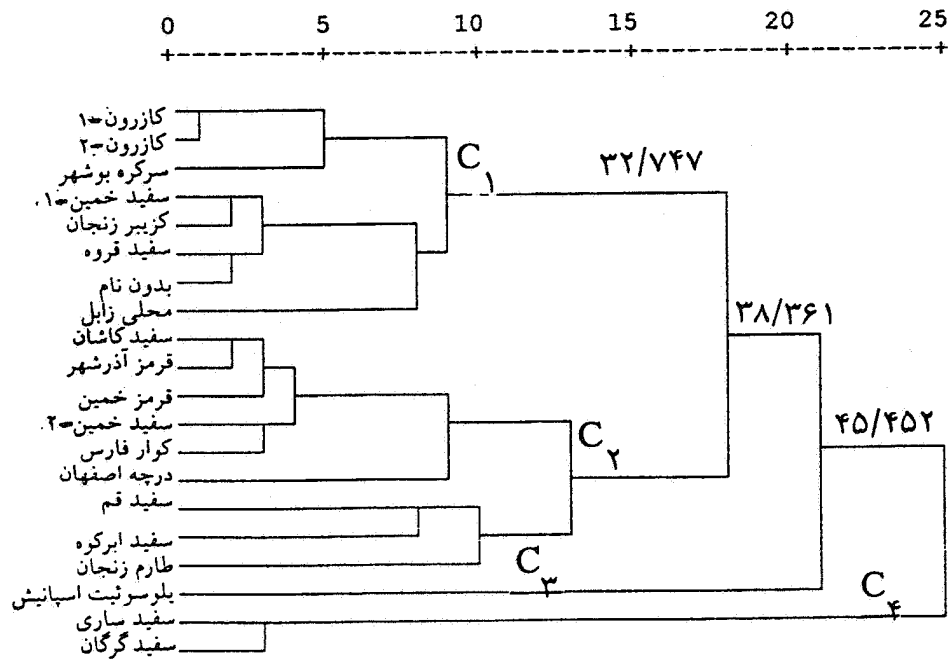 0 5 10 15 20 25
کازرون-۱
کازرون-۲
سرکره بوشهر
سفید خمین-۱
کزیبر زنجان
سفید قروه
بدون نام
محلی زابل
سفید کاشان
قرمز آذرشهر
قرمز خمین
سفید خمین-۲
کوار فارس
درچه اصفهان
سفید قم
سفید ابرکوه
طارم زنجان
یلوسوئیت اسپانیش
سفید ساری
سفید گرگان
C۱ ۳۲/۷۴۷
۳۸/۳۶۱
C۲
۴۵/۴۵۲
C۳
C۴